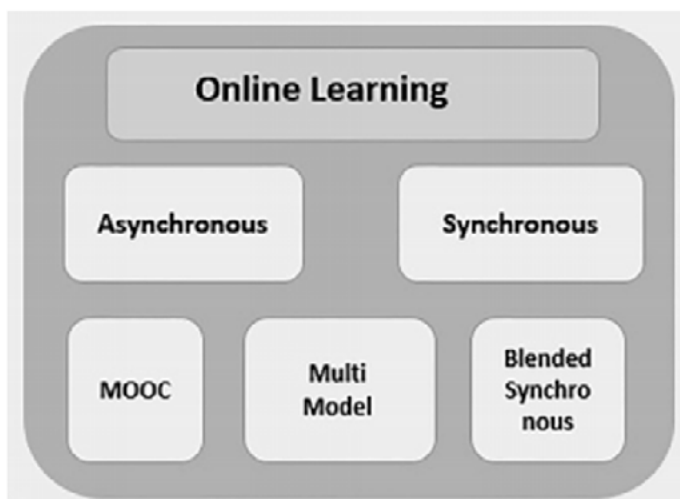 Online Learning
Asynchronous
Synchronous
MOOC
Multi
Model
Blended
Synchro
nous